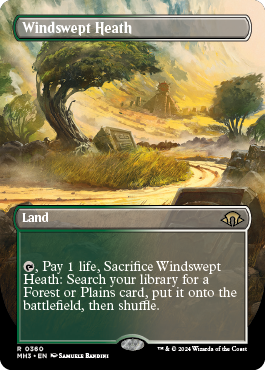 Windswept Heath
Land
, Pay 1 life, Sacrifice Windswept
Heath: Search your library for a
Forest or Plains card, put it onto the
battlefield, then shuffle.
R 0360
MH3 • EN Samuele Bandini
™ & © 2024 Wizards of the Coast